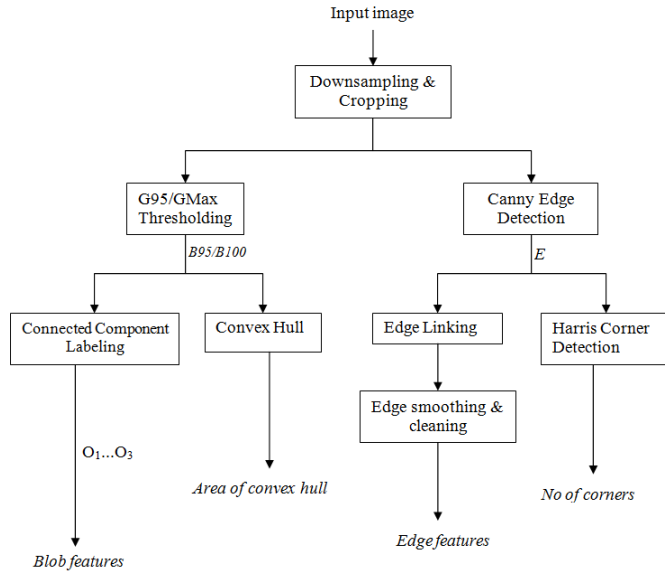 Input image
Downsampling &
Cropping
G95/GMax
Thresholding
Canny Edge
Detection
B95/B100
E
Connected Component
Labeling
Convex Hull
Edge Linking
Harris Corner
Detection
Edge smoothing &
cleaning
O₁...O₃
Area of convex hull
No of corners
Edge features
Blob features